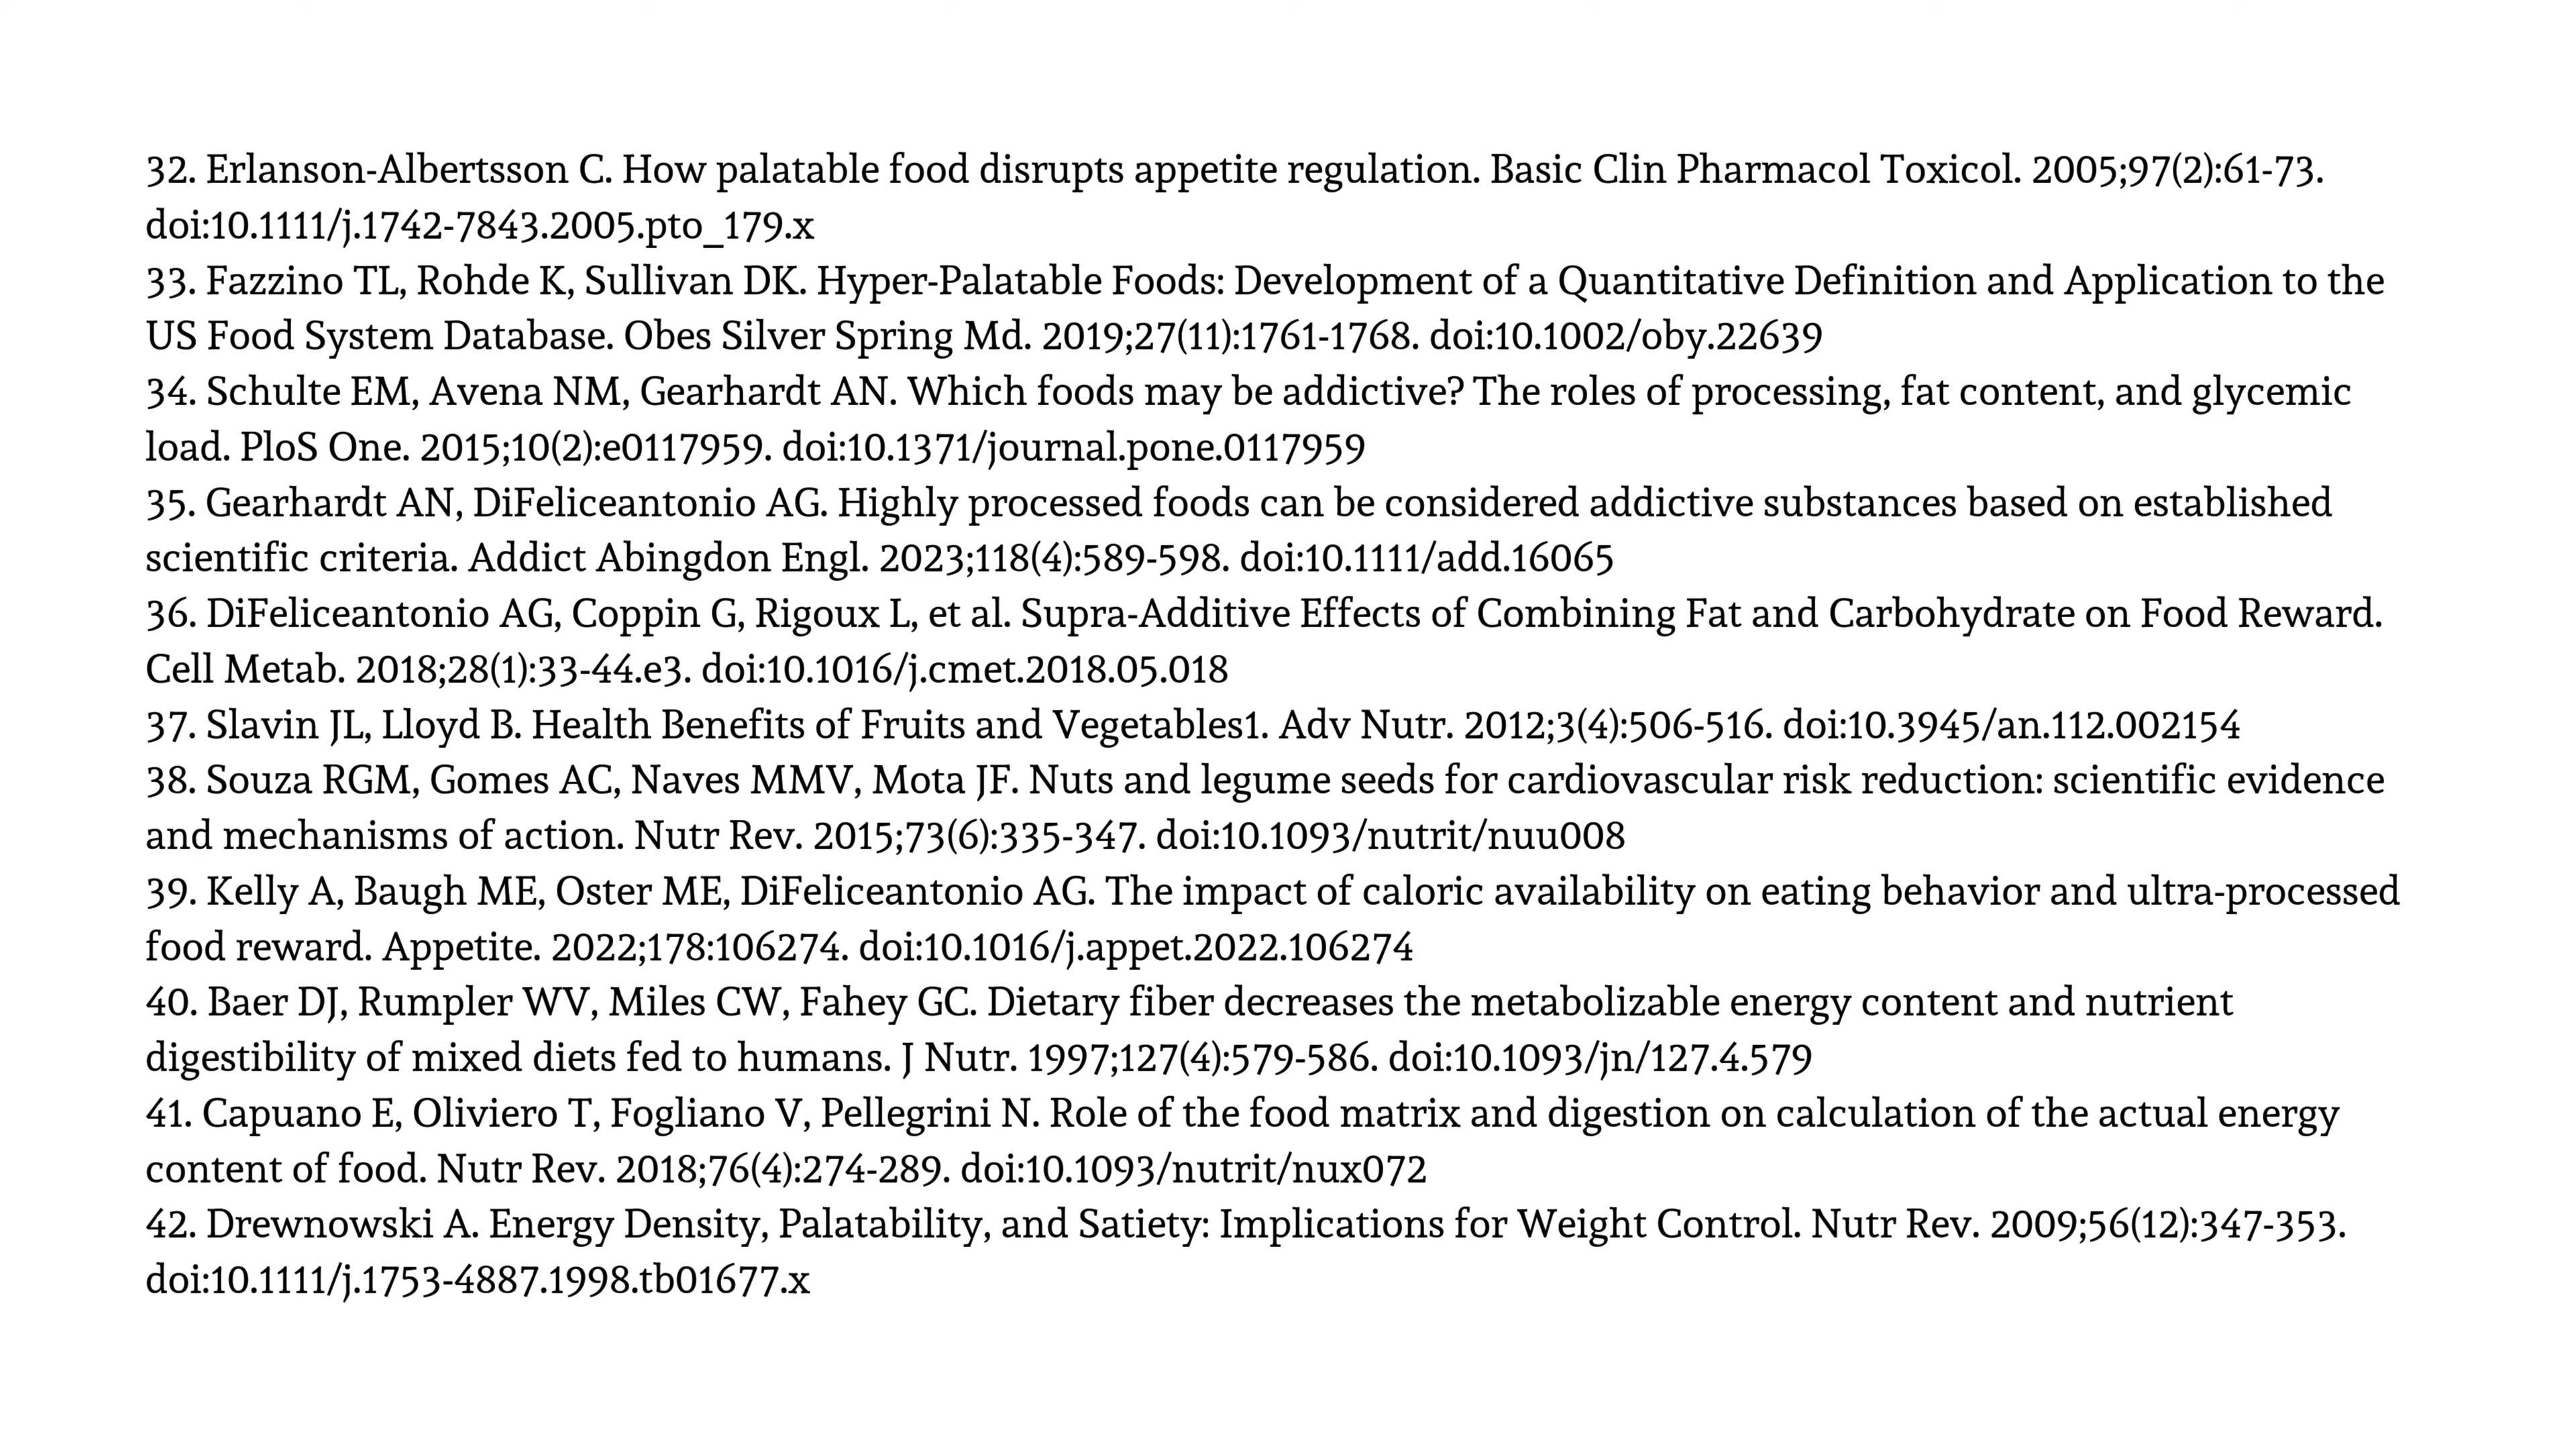 32. Erlanson-Albertsson C. How palatable food disrupts appetite regulation. Basic Clin Pharmacol Toxicol. 2005;97(2):61-73.
doi:10.1111/j.1742-7843.2005.pto_179.x
33. Fazzino TL, Rohde K, Sullivan DK. Hyper-Palatable Foods: Development of a Quantitative Definition and Application to the
US Food System Database. Obes Silver Spring Md. 2019;27(11):1761-1768. doi:10.1002/oby.22639
34. Schulte EM, Avena NM, Gearhardt AN. Which foods may be addictive? The roles of processing, fat content, and glycemic
load. PloS One. 2015;10(2):e0117959. doi:10.1371/journal.pone.0117959
35. Gearhardt AN, DiFeliceantonio AG. Highly processed foods can be considered addictive substances based on established
scientific criteria. Addict Abingdon Engl. 2023;118(4):589-598. doi:10.1111/add.16065
36. DiFeliceantonio AG, Coppin G, Rigoux L, et al. Supra-Additive Effects of Combining Fat and Carbohydrate on Food Reward.
Cell Metab. 2018;28(1):33-44.e3. doi:10.1016/j.cmet.2018.05.018
37. Slavin JL, Lloyd B. Health Benefits of Fruits and Vegetables1. Adv Nutr. 2012;3(4):506-516. doi:10.3945/an.112.002154
38. Souza RGM, Gomes AC, Naves MMV, Mota JF. Nuts and legume seeds for cardiovascular risk reduction: scientific evidence
and mechanisms of action. Nutr Rev. 2015;73(6):335-347. doi:10.1093/nutrit/nuu008
39. Kelly A, Baugh ME, Oster ME, DiFeliceantonio AG. The impact of caloric availability on eating behavior and ultra-processed
food reward. Appetite. 2022;178:106274. doi:10.1016/j.appet.2022.106274
40. Baer DJ, Rumpler WV, Miles CW, Fahey GC. Dietary fiber decreases the metabolizable energy content and nutrient
digestibility of mixed diets fed to humans. J Nutr. 1997;127(4):579-586. doi:10.1093/jn/127.4.579
41. Capuano E, Oliviero T, Fogliano V, Pellegrini N. Role of the food matrix and digestion on calculation of the actual energy
content of food. Nutr Rev. 2018;76(4):274-289. doi:10.1093/nutrit/nux072
42. Drewnowski A. Energy Density, Palatability, and Satiety: Implications for Weight Control. Nutr Rev. 2009;56(12):347-353.
doi:10.1111/j.1753-4887.1998.tb01677.x